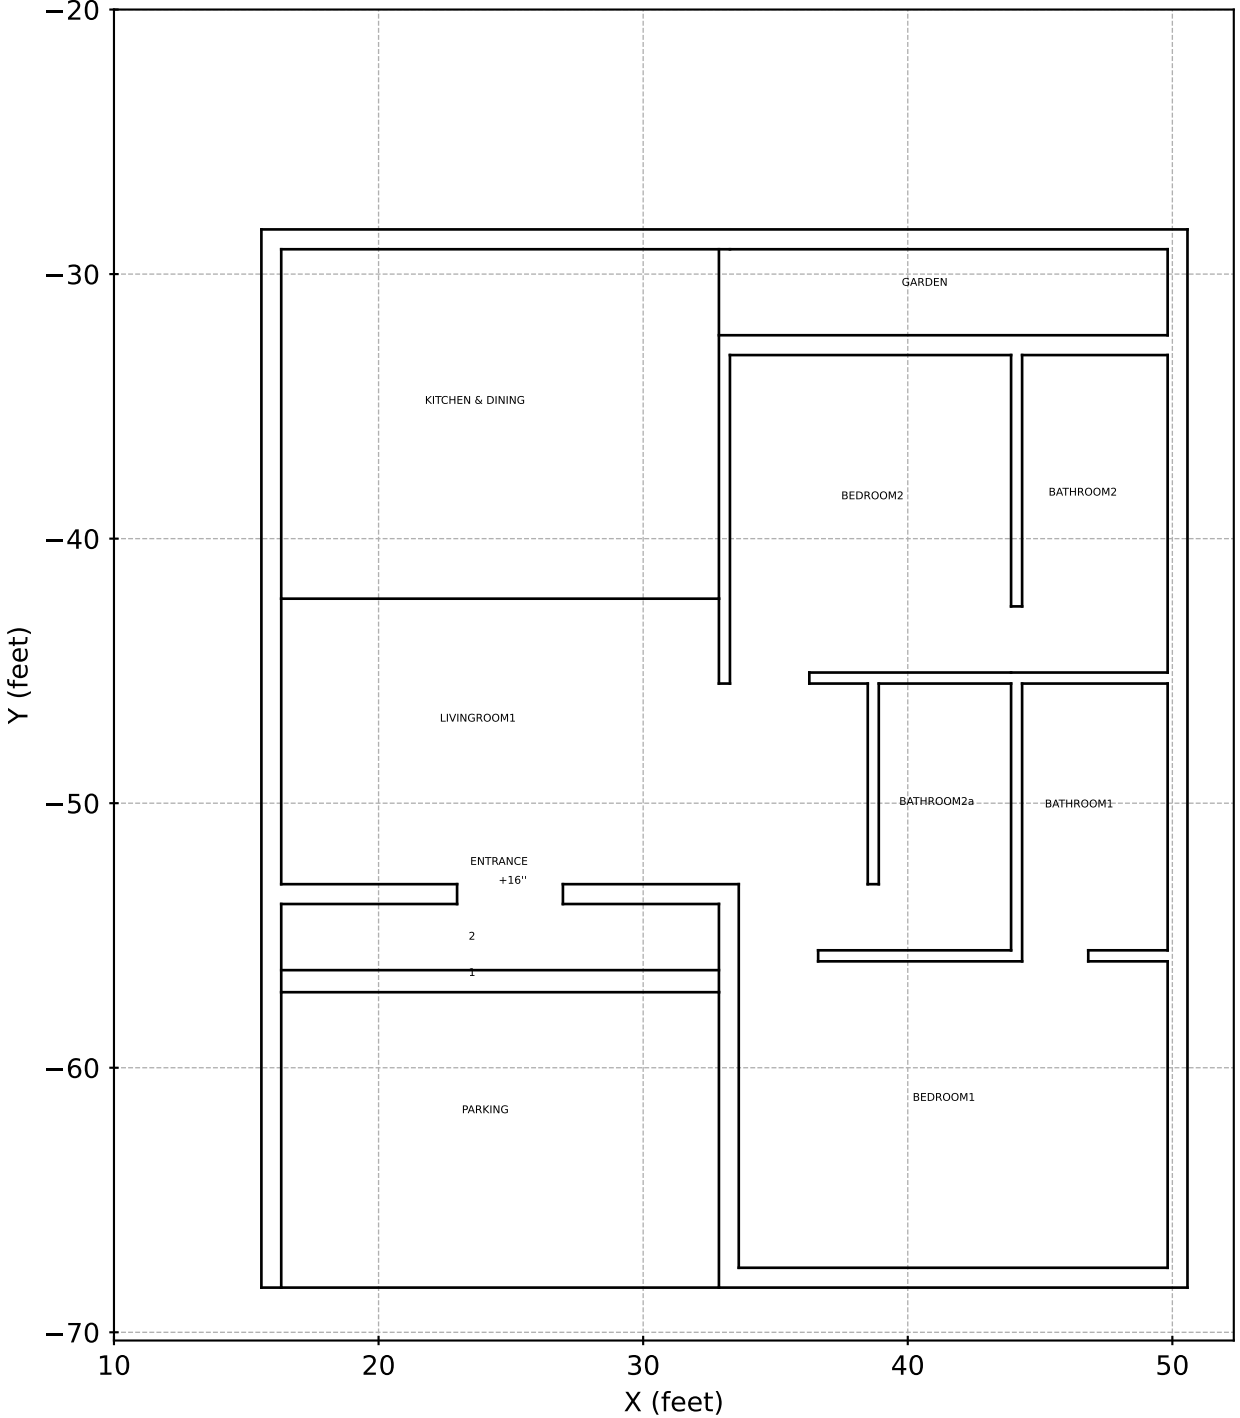 −20
GARDEN
−30
KITCHEN & DINING
BEDROOM2
BATHROOM2
−40
Y (feet)
LIVINGROOM1
−50
BATHROOM2a
BATHROOM1
ENTRANCE
+16''
2
1
−60
PARKING
BEDROOM1
−70
10 20 30 40 50
X (feet)